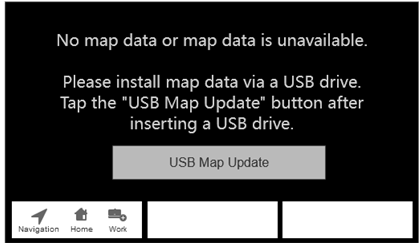 No map data or map data is unavailable.
Please install map data via a USB drive.
Tap the "USB Map Update" button after
inserting a USB drive.
USB Map Update
Navigation Home Work